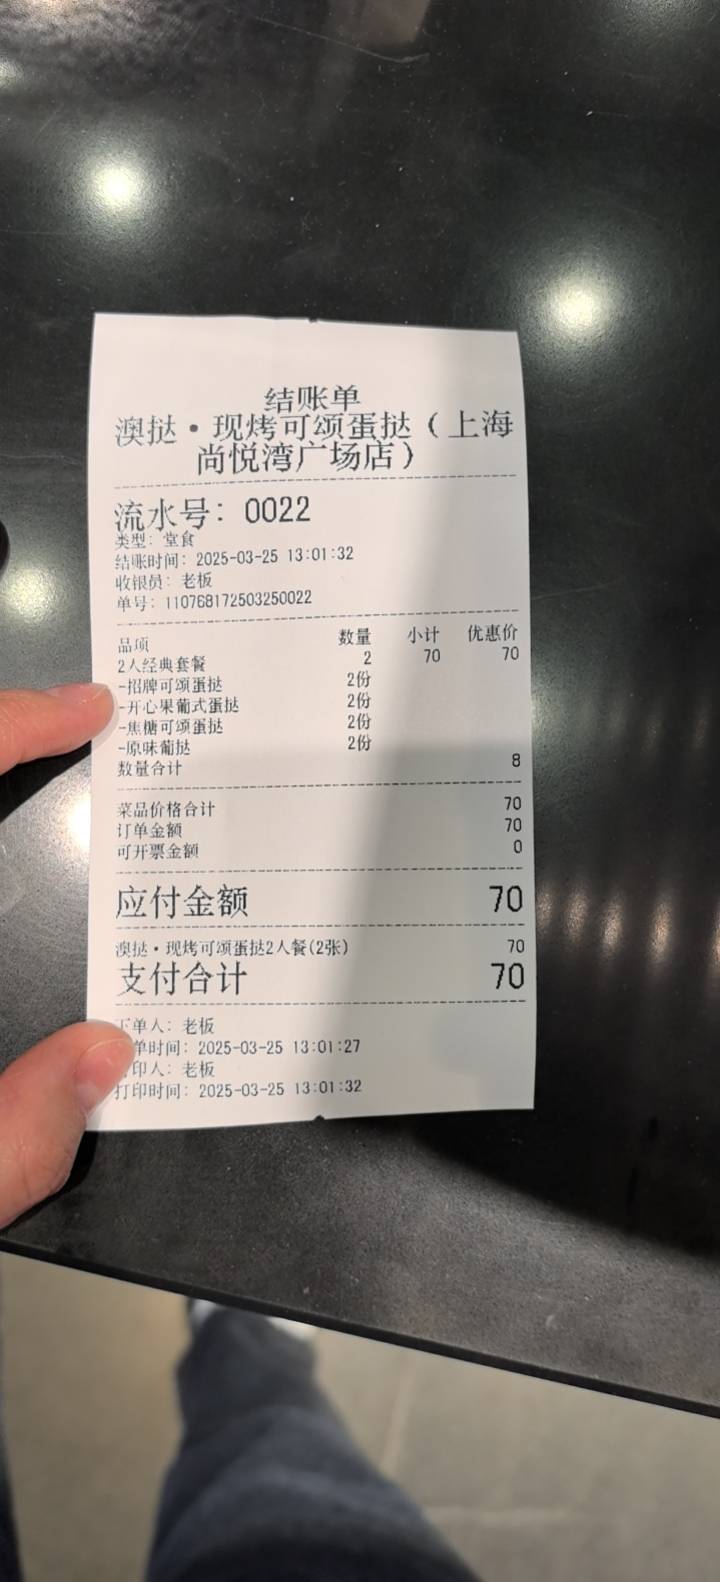 结账单
澳挞·现烤可颂蛋挞（上海
尚悦湾广场店）
流水号: 0022
类型: 堂食
结账时间: 2025-03-25 13:01:32
收银员: 老板
单号: 110768172503250022
品项 数量 小计 优惠价
2人经典套餐 2 70 70
-招牌可颂蛋挞 2份
-开心果葡式蛋挞 2份
-焦糖可颂蛋挞 2份
-原味葡挞 2份
数量合计 8
菜品价格合计 70
订单金额 70
可开票金额 0
应付金额 70
澳挞·现烤可颂蛋挞2人餐(2张) 70
支付合计 70
下单人: 老板
单时间: 2025-03-25 13:01:27
印人: 老板
打印时间: 2025-03-25 13:01:32